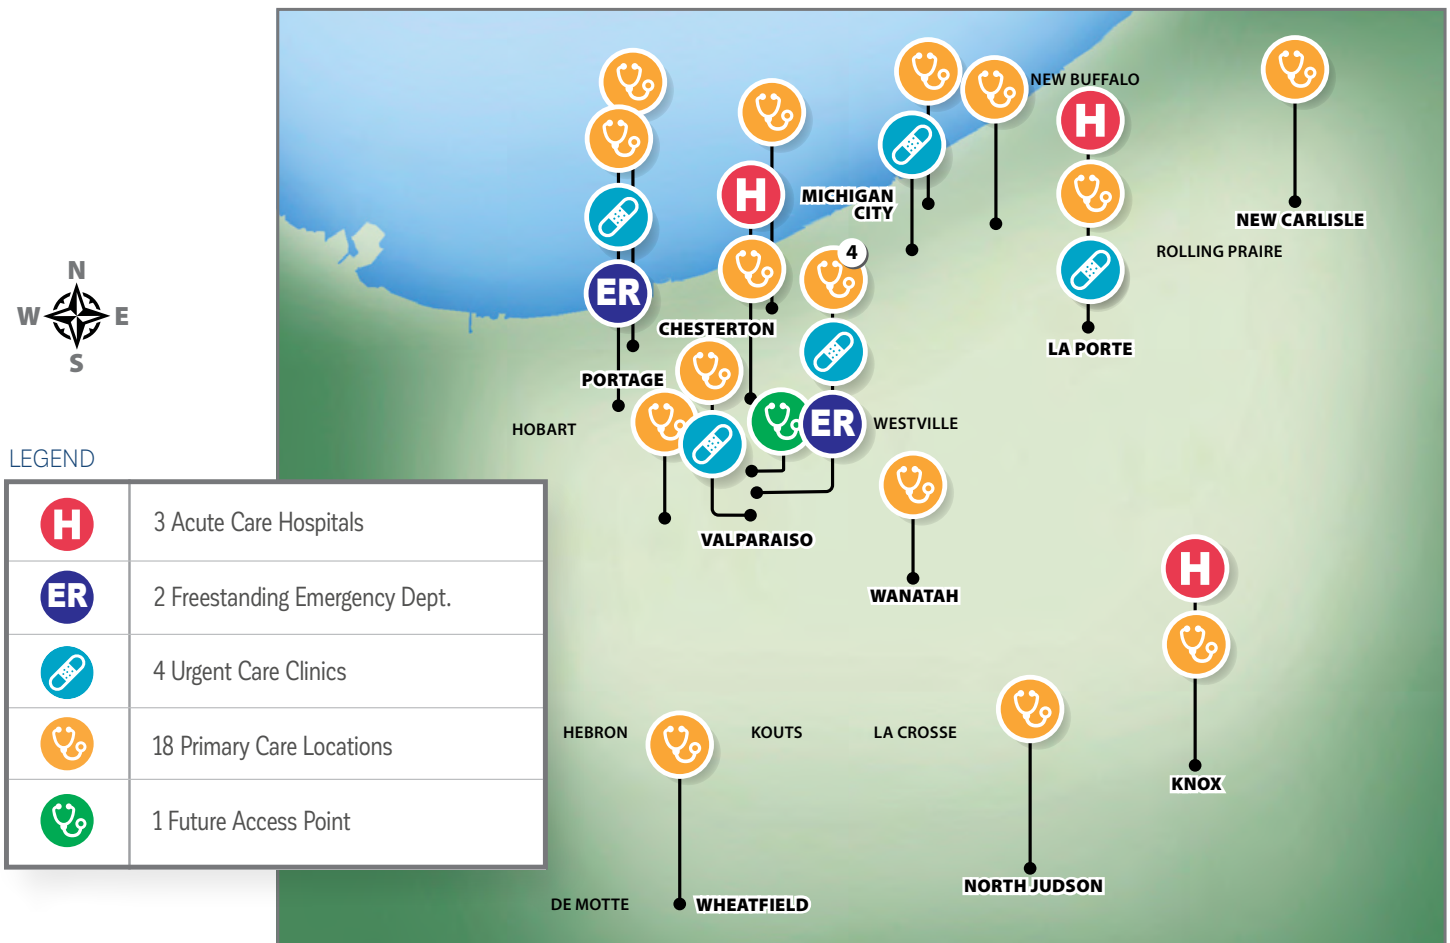 NEW BUFFALO
H
MICHIGAN
CITY
H
NEW CARLISLE
ROLLING PRAIRE
4
N
W
E
S
ER
CHESTERTON
LA PORTE
PORTAGE
HOBART
ER
WESTVILLE
LEGEND
H
3 Acute Care Hospitals
ER
2 Freestanding Emergency Dept.
4 Urgent Care Clinics
18 Primary Care Locations
1 Future Access Point
VALPARAISO
WANATAH
H
HEBRON
KOUTS
LA CROSSE
KNOX
NORTH JUDSON
DE MOTTE
WHEATFIELD